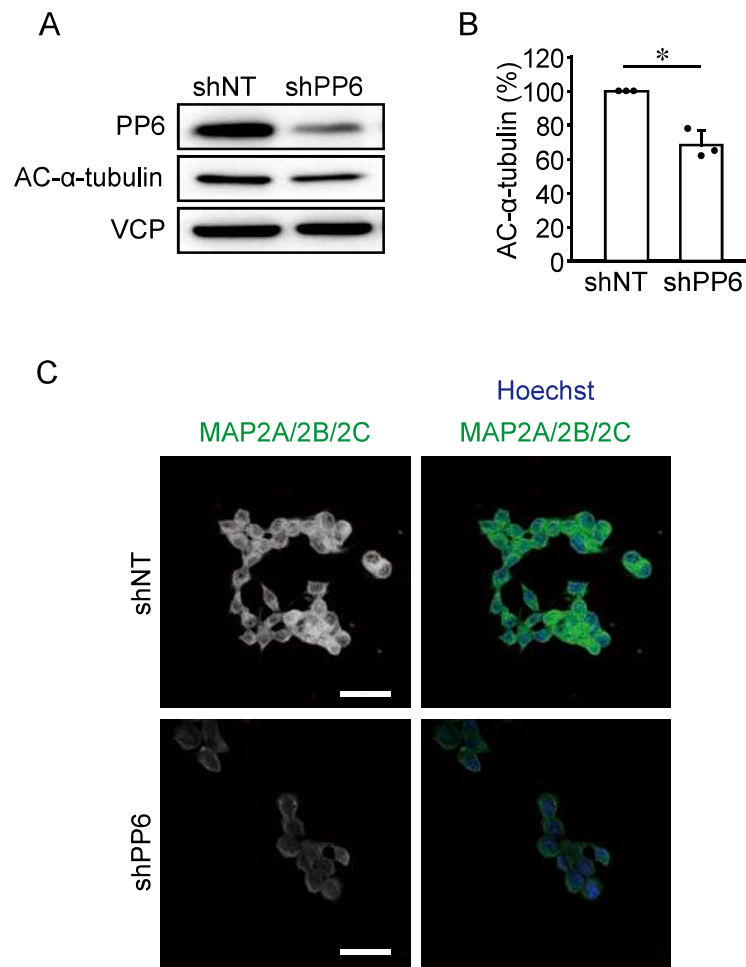 A
shNT shPP6
PP6
AC-α-tubulin
VCP
B
AC-α-tubulin (%)
120
100
80
60
40
20
0
*
shNT shPP6
C
Hoechst
MAP2A/2B/2C MAP2A/2B/2C
shNT
shPP6